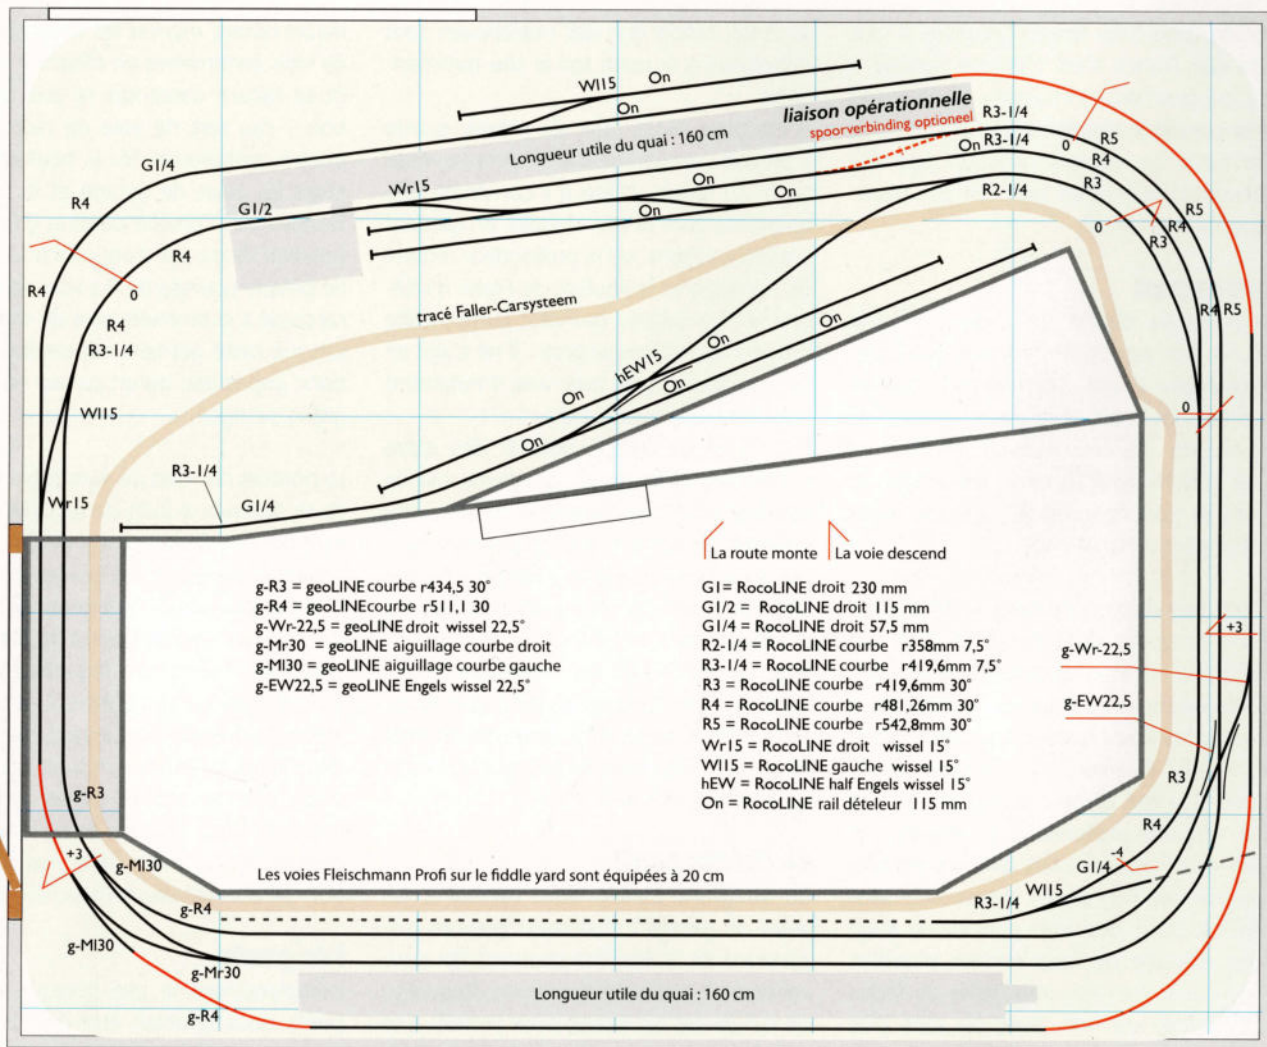 Wl15
On
On
liaison opérationnelle
spoorverbinding optioneel
Longueur utile du quai : 160 cm
R3-1/4
R3-1/4
On
R2-1/4
0
R5
R4
R3
R5
0
R4
R3
G1/4
R4
Wr15
G1/2
On
On
On
R4
R4
0
R4
R3-1/4
tracé Faller-Carsysteem
On
On
hEW15
On
On
On
R4
R5
0
Wl15
R3-1/4
Wr15
G1/4
La route monte
La voie descend
g-R3 = geoLINE courbe r434,5 30°
g-R4 = geoLINE courbe r511,1 30
g-Wr-22,5 = geoLINE droit wissel 22,5°
g-Mr30 = geoLINE aiguillage courbe droit
g-Ml30 = geoLINE aiguillage courbe gauche
g-EW22,5 = geoLINE Engels wissel 22,5°
G1= RocoLINE droit 230 mm
G1/2 = RocoLINE droit 115 mm
G1/4 = RocoLINE droit 57,5 mm
R2-1/4 = RocoLINE courbe r358mm 7,5°
R3-1/4 = RocoLINE courbe r419,6mm 7,5°
R3 = RocoLINE courbe r419,6mm 30°
R4 = RocoLINE courbe r481,26mm 30°
R5 = RocoLINE courbe r542,8mm 30°
Wr15 = RocoLINE droit wissel 15°
Wl15 = RocoLINE gauche wissel 15°
hEW = RocoLINE half Engels wissel 15°
On = RocoLINE rail dételeur 115 mm
+3
g-Wr-22,5
g-EW22,5
R3
R4
-4
G1/4
Wl15
R3-1/4
g-R3
+3
g-Ml30
Les voies Fleischmann Profi sur le fiddle yard sont équipées à 20 cm
g-R4
g-Ml30
g-Mr30
Longueur utile du quai : 160 cm
g-R4